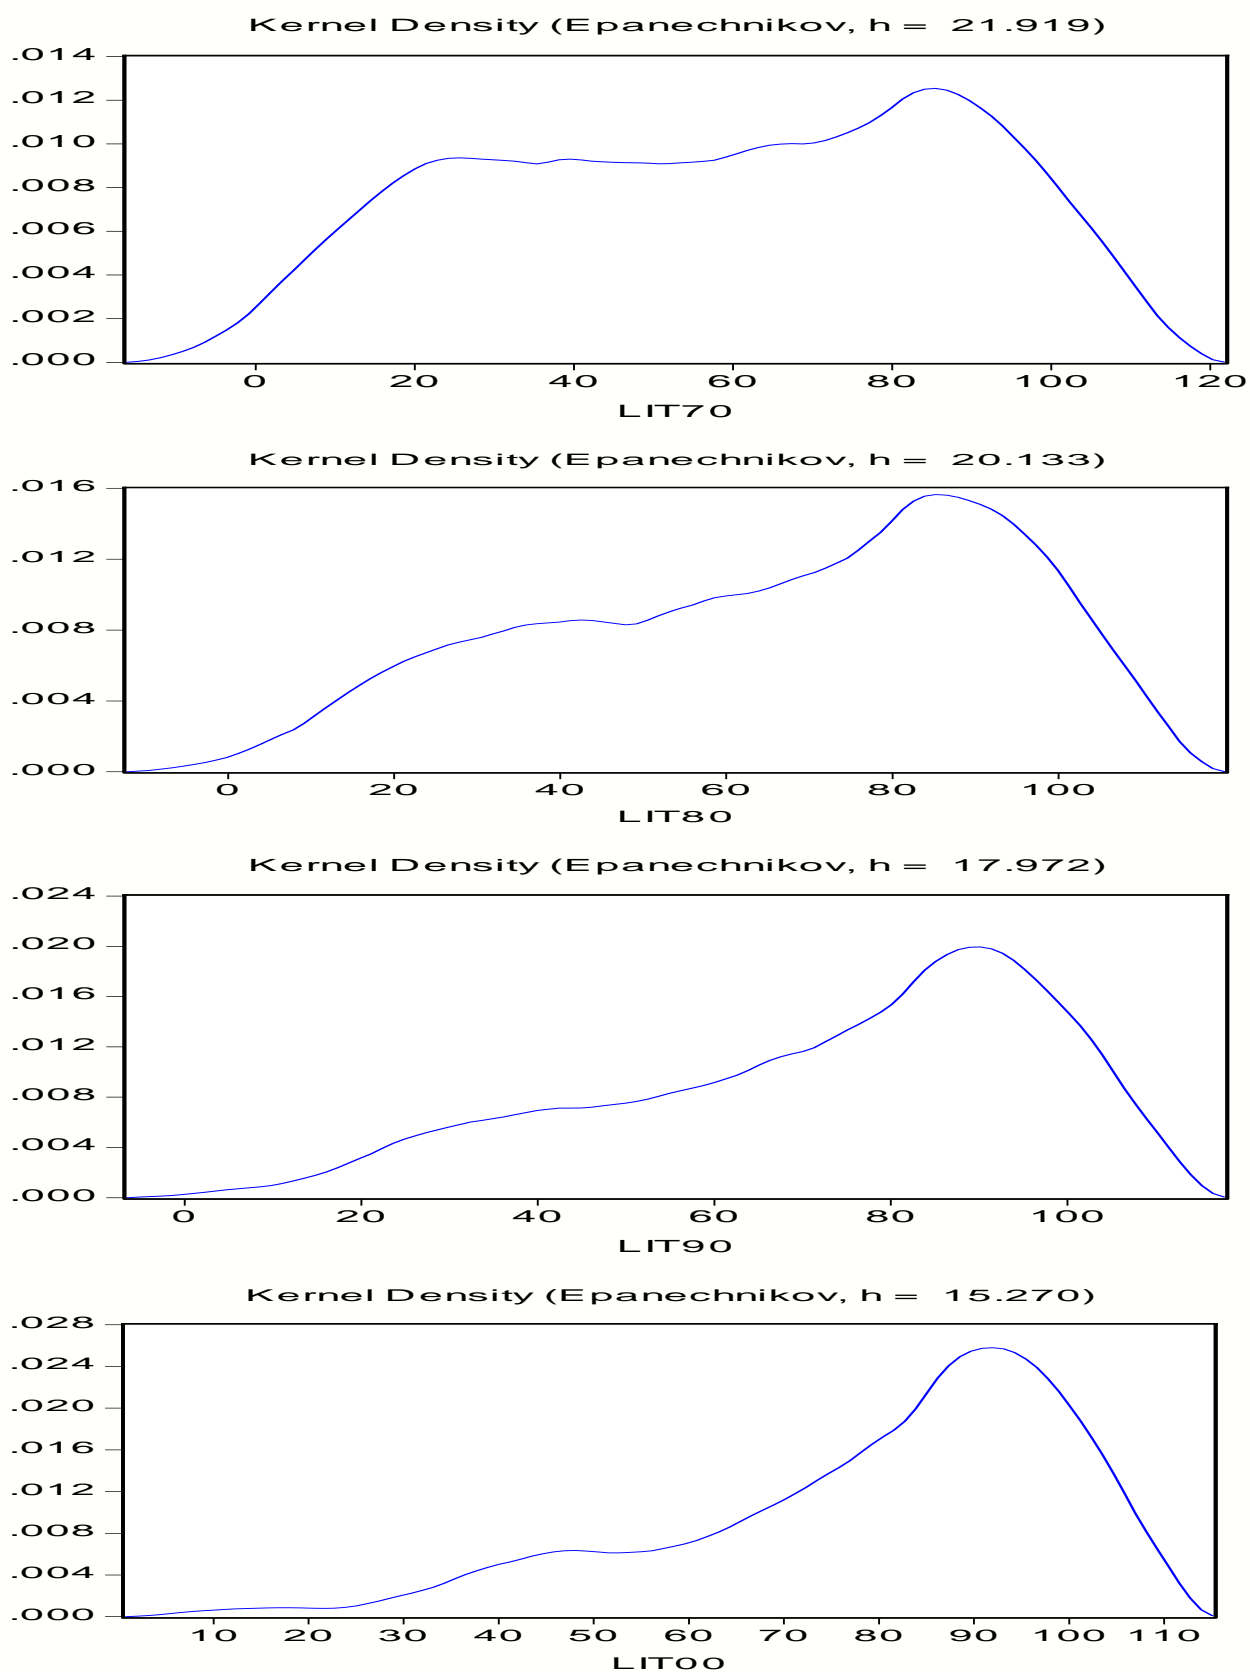 Kernel Density (Epanechnikov, h = 21.919)
.014
.012
.010
.008
.006
.004
.002
.000
0 20 40 60 80 100 120
LIT70
Kernel Density (Epanechnikov, h = 20.133)
.016
.012
.008
.004
.000
0 20 40 60 80 100
LIT80
Kernel Density (Epanechnikov, h = 17.972)
.024
.020
.016
.012
.008
.004
.000
0 20 40 60 80 100
LIT90
Kernel Density (Epanechnikov, h = 15.270)
.028
.024
.020
.016
.012
.008
.004
.000
10 20 30 40 50 60 70 80 90 100 110
LIT00